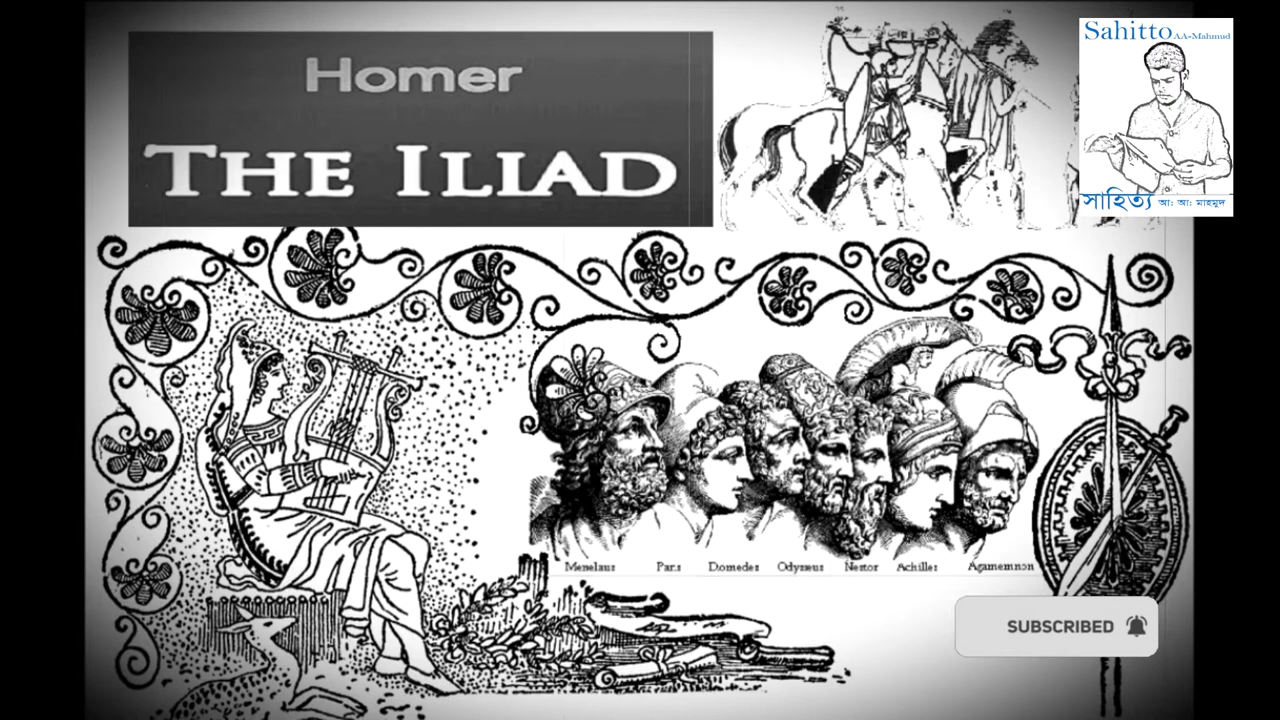 Homer
THE ILIAD
Sahitto AA-Mahmud
সাহিত্য আ: আ: মাহমুদ
Menelaus Paris Diomedes Odysseus Nestor Achilles Agamemnon
SUBSCRIBED